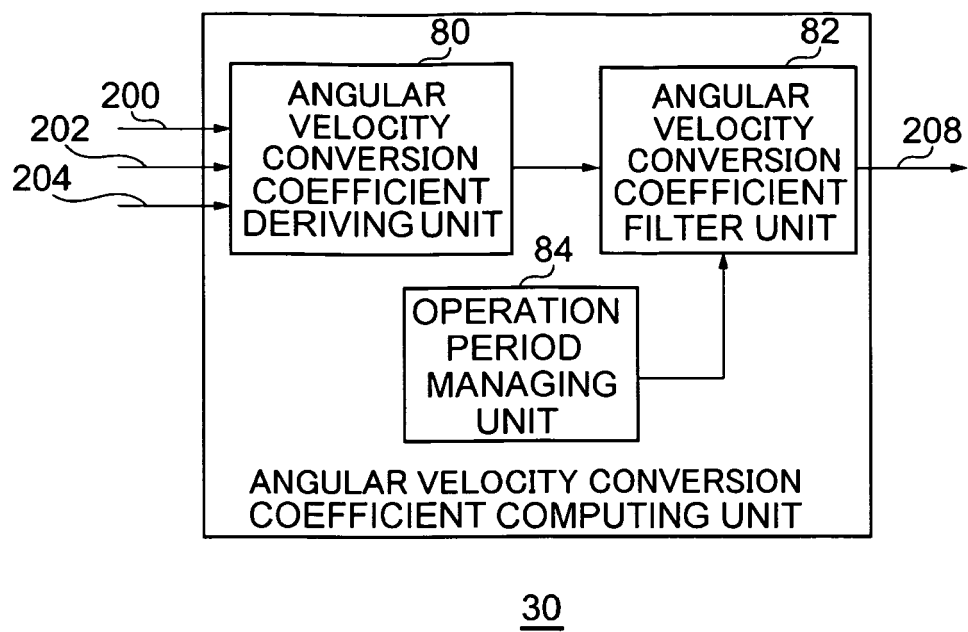 80
82
200
202
204
ANGULAR
VELOCITY
CONVERSION
COEFFICIENT
DERIVING UNIT
ANGULAR
VELOCITY
CONVERSION
COEFFICIENT
FILTER UNIT
208
84
OPERATION
PERIOD
MANAGING
UNIT
ANGULAR VELOCITY CONVERSION
COEFFICIENT COMPUTING UNIT
30